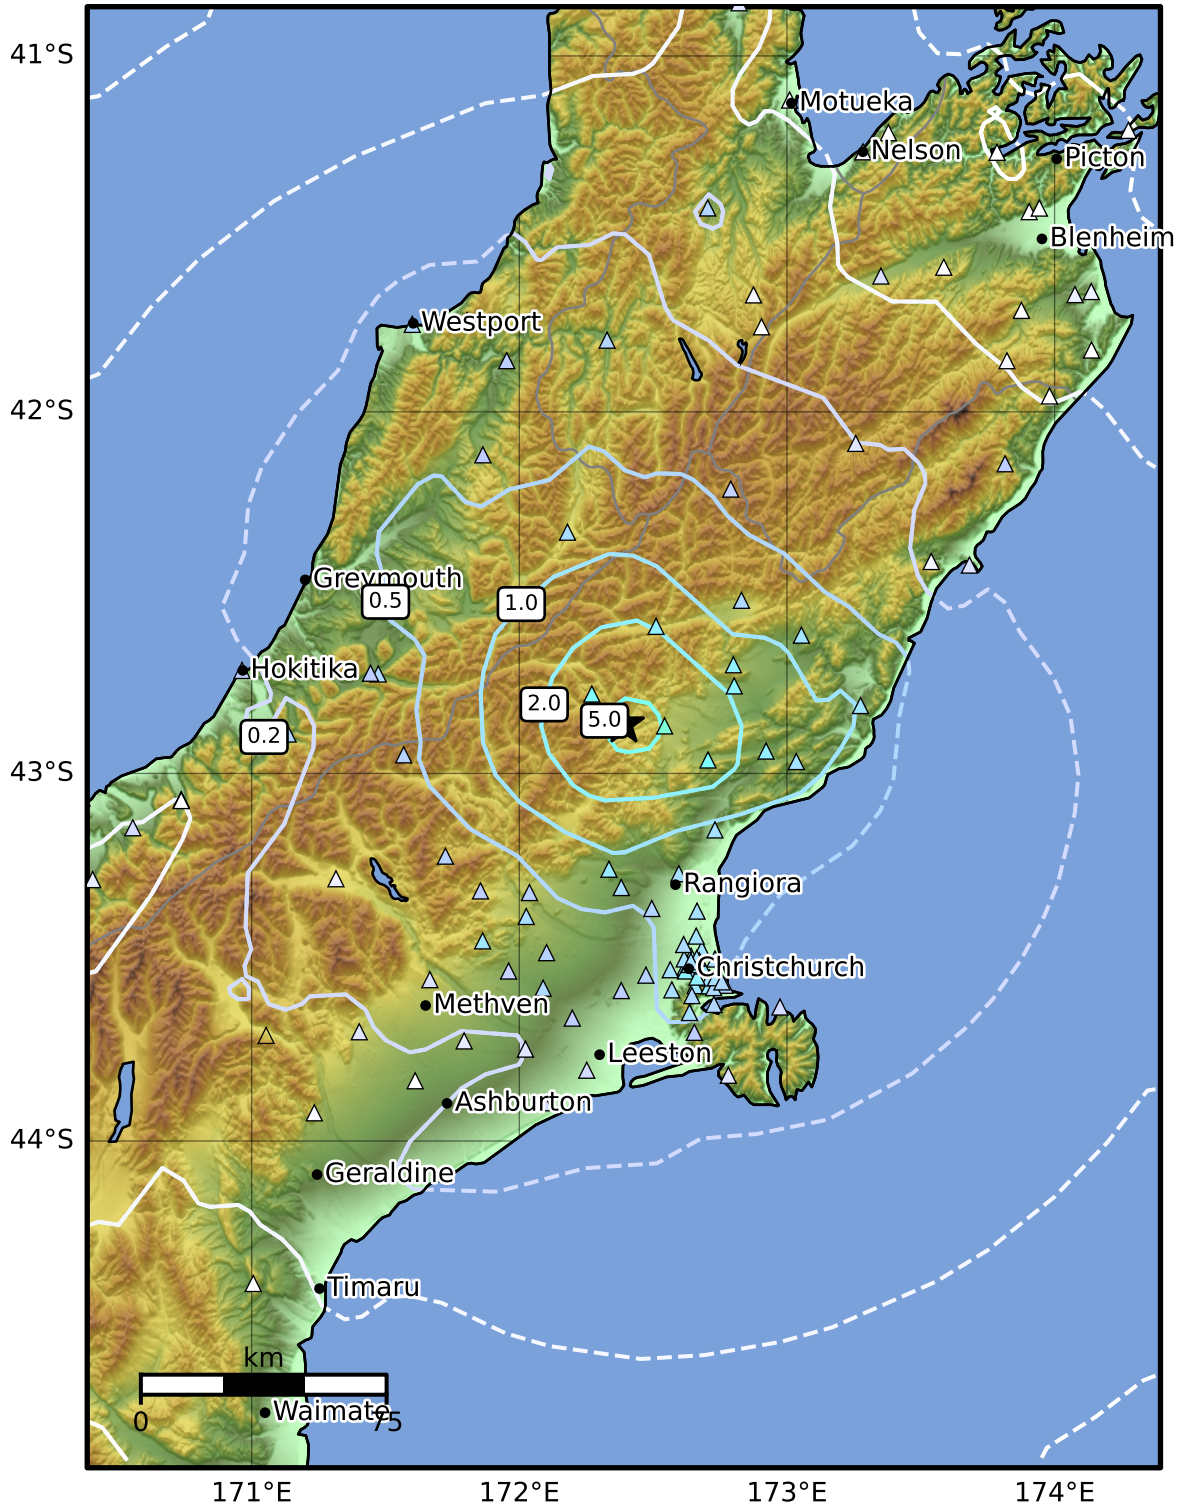 41°S
Motueka
Nelson
Picton
Blenheim
Westport
42°S
Greymouth
0.5
1.0
Hokitika
2.0
5.0
0.2
43°S
Rangiora
Christchurch
Methven
Leeston
Ashburton
44°S
Geraldine
Timaru
km
Waimate
0
75
171°E
172°E
173°E
174°E